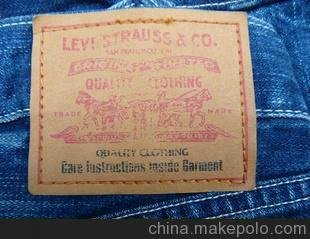 LEVI STRAUSS & CO.
SAN FRANCISCO, CAL
QUALITY CLOTHING
TRADE MARK
QUALITY CLOTHING
Care Instructions Inside Garment
china.makepolo.com